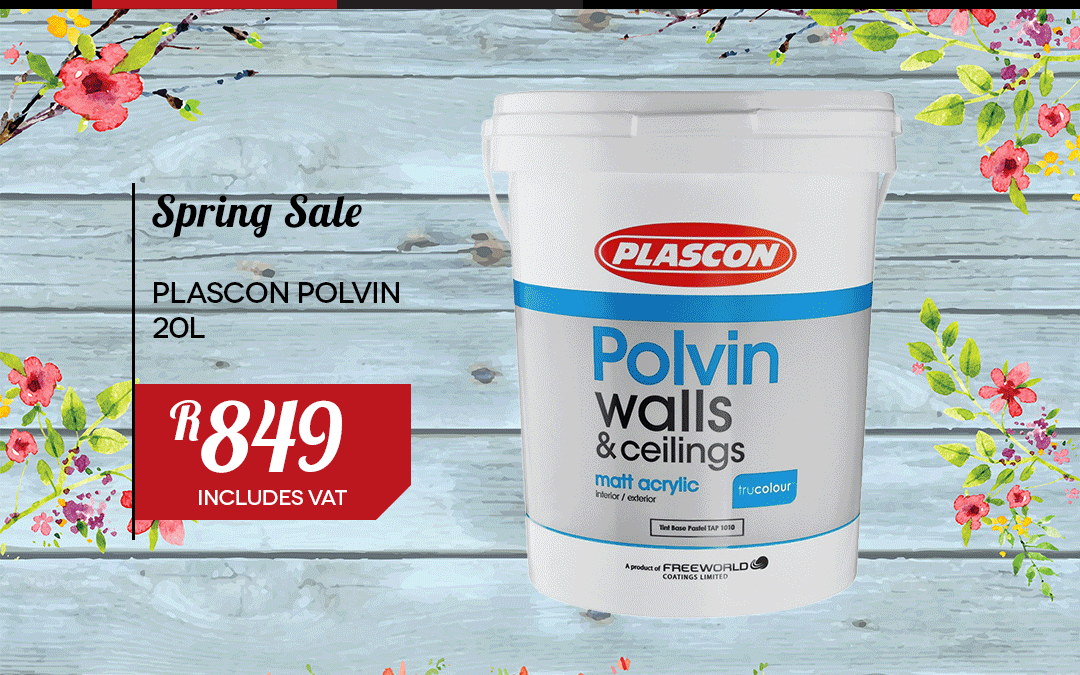 Spring Sale
PLASCON POLVIN
20L
R849
INCLUDES VAT
PLASCON
Polvin
walls
& ceilings
matt acrylic
interior / exterior
trucolour
Tint Base Pastel TAP 1010
A product of FREEWORLD
COATINGS LIMITED